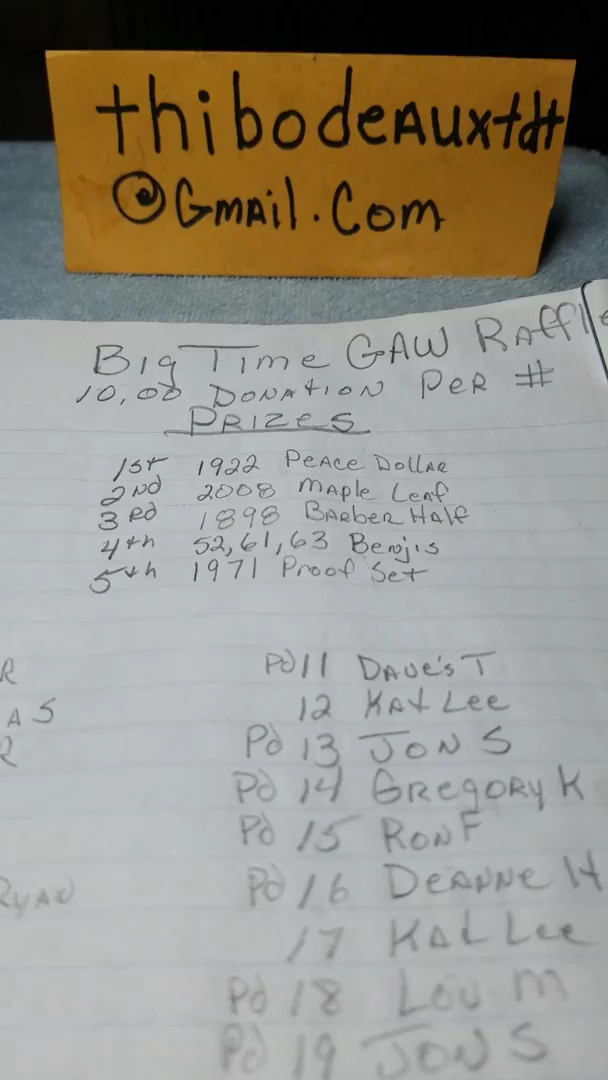 thibodeauxtdt
@Gmail.Com
Big Time GAW Raffle
10,00 Donation Per #
Prizes
1st 1922 Peace Dollar
2nd 2008 Maple Leaf
3rd 1898 Barber Half
4th 52,61,63 Benjis
5th 1971 Proof Set
R
Pd 11 Dave's T
AS
12 Kat Lee
R
Pd 13 Jon S
Pd 14 Gregory K
Pd 15 Ron F
Ryan
Pd 16 Deanne H
17 Kat Lee
Pd 18 Lou M
Pd 19 Jon S